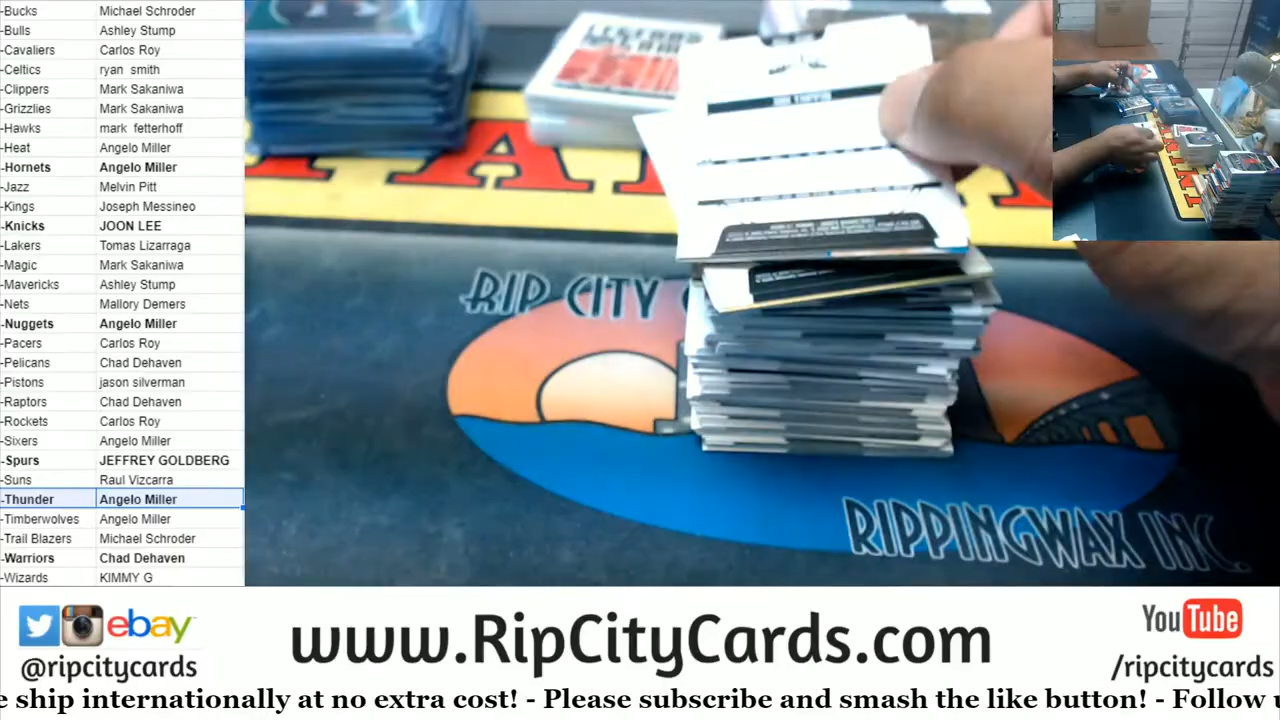 -Bucks Michael Schroder
-Bulls Ashley Stump
-Cavaliers Carlos Roy
-Celtics ryan smith
-Clippers Mark Sakaniwa
-Grizzlies Mark Sakaniwa
-Hawks mark fetterhoff
-Heat Angelo Miller
-Hornets Angelo Miller
-Jazz Melvin Pitt
-Kings Joseph Messineo
-Knicks JOON LEE
-Lakers Tomas Lizarraga
-Magic Mark Sakaniwa
-Mavericks Ashley Stump
-Nets Mallory Demers
-Nuggets Angelo Miller
-Pacers Carlos Roy
-Pelicans Chad Dehaven
-Pistons jason silverman
-Raptors Chad Dehaven
-Rockets Carlos Roy
-Sixers Angelo Miller
-Spurs JEFFREY GOLDBERG
-Suns Raul Vizcarra
-Thunder Angelo Miller
-Timberwolves Angelo Miller
-Trail Blazers Michael Schroder
-Warriors Chad Dehaven
-Wizards KIMMY G
RIP CITY
RIPPINGWAX INC.
ebay
@ripcitycards
www.RipCityCards.com
YouTube
/ripcitycards
e ship internationally at no extra cost! - Please subscribe and smash the like button! - Follow u